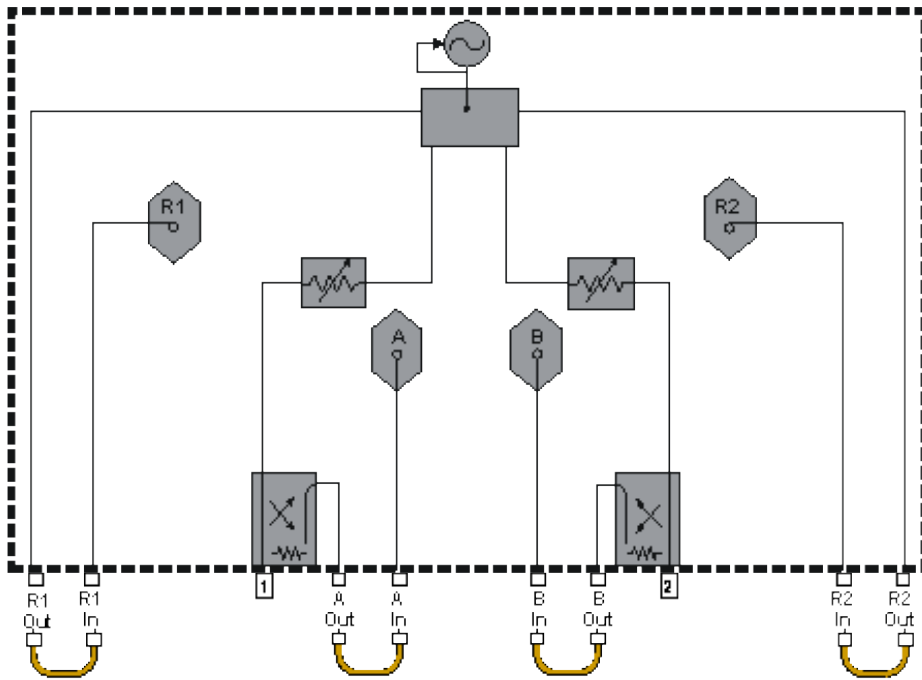 R1
R2
A
B
1
2
R1 Out
R1 In
A Out
A In
B In
B Out
R2 In
R2 Out